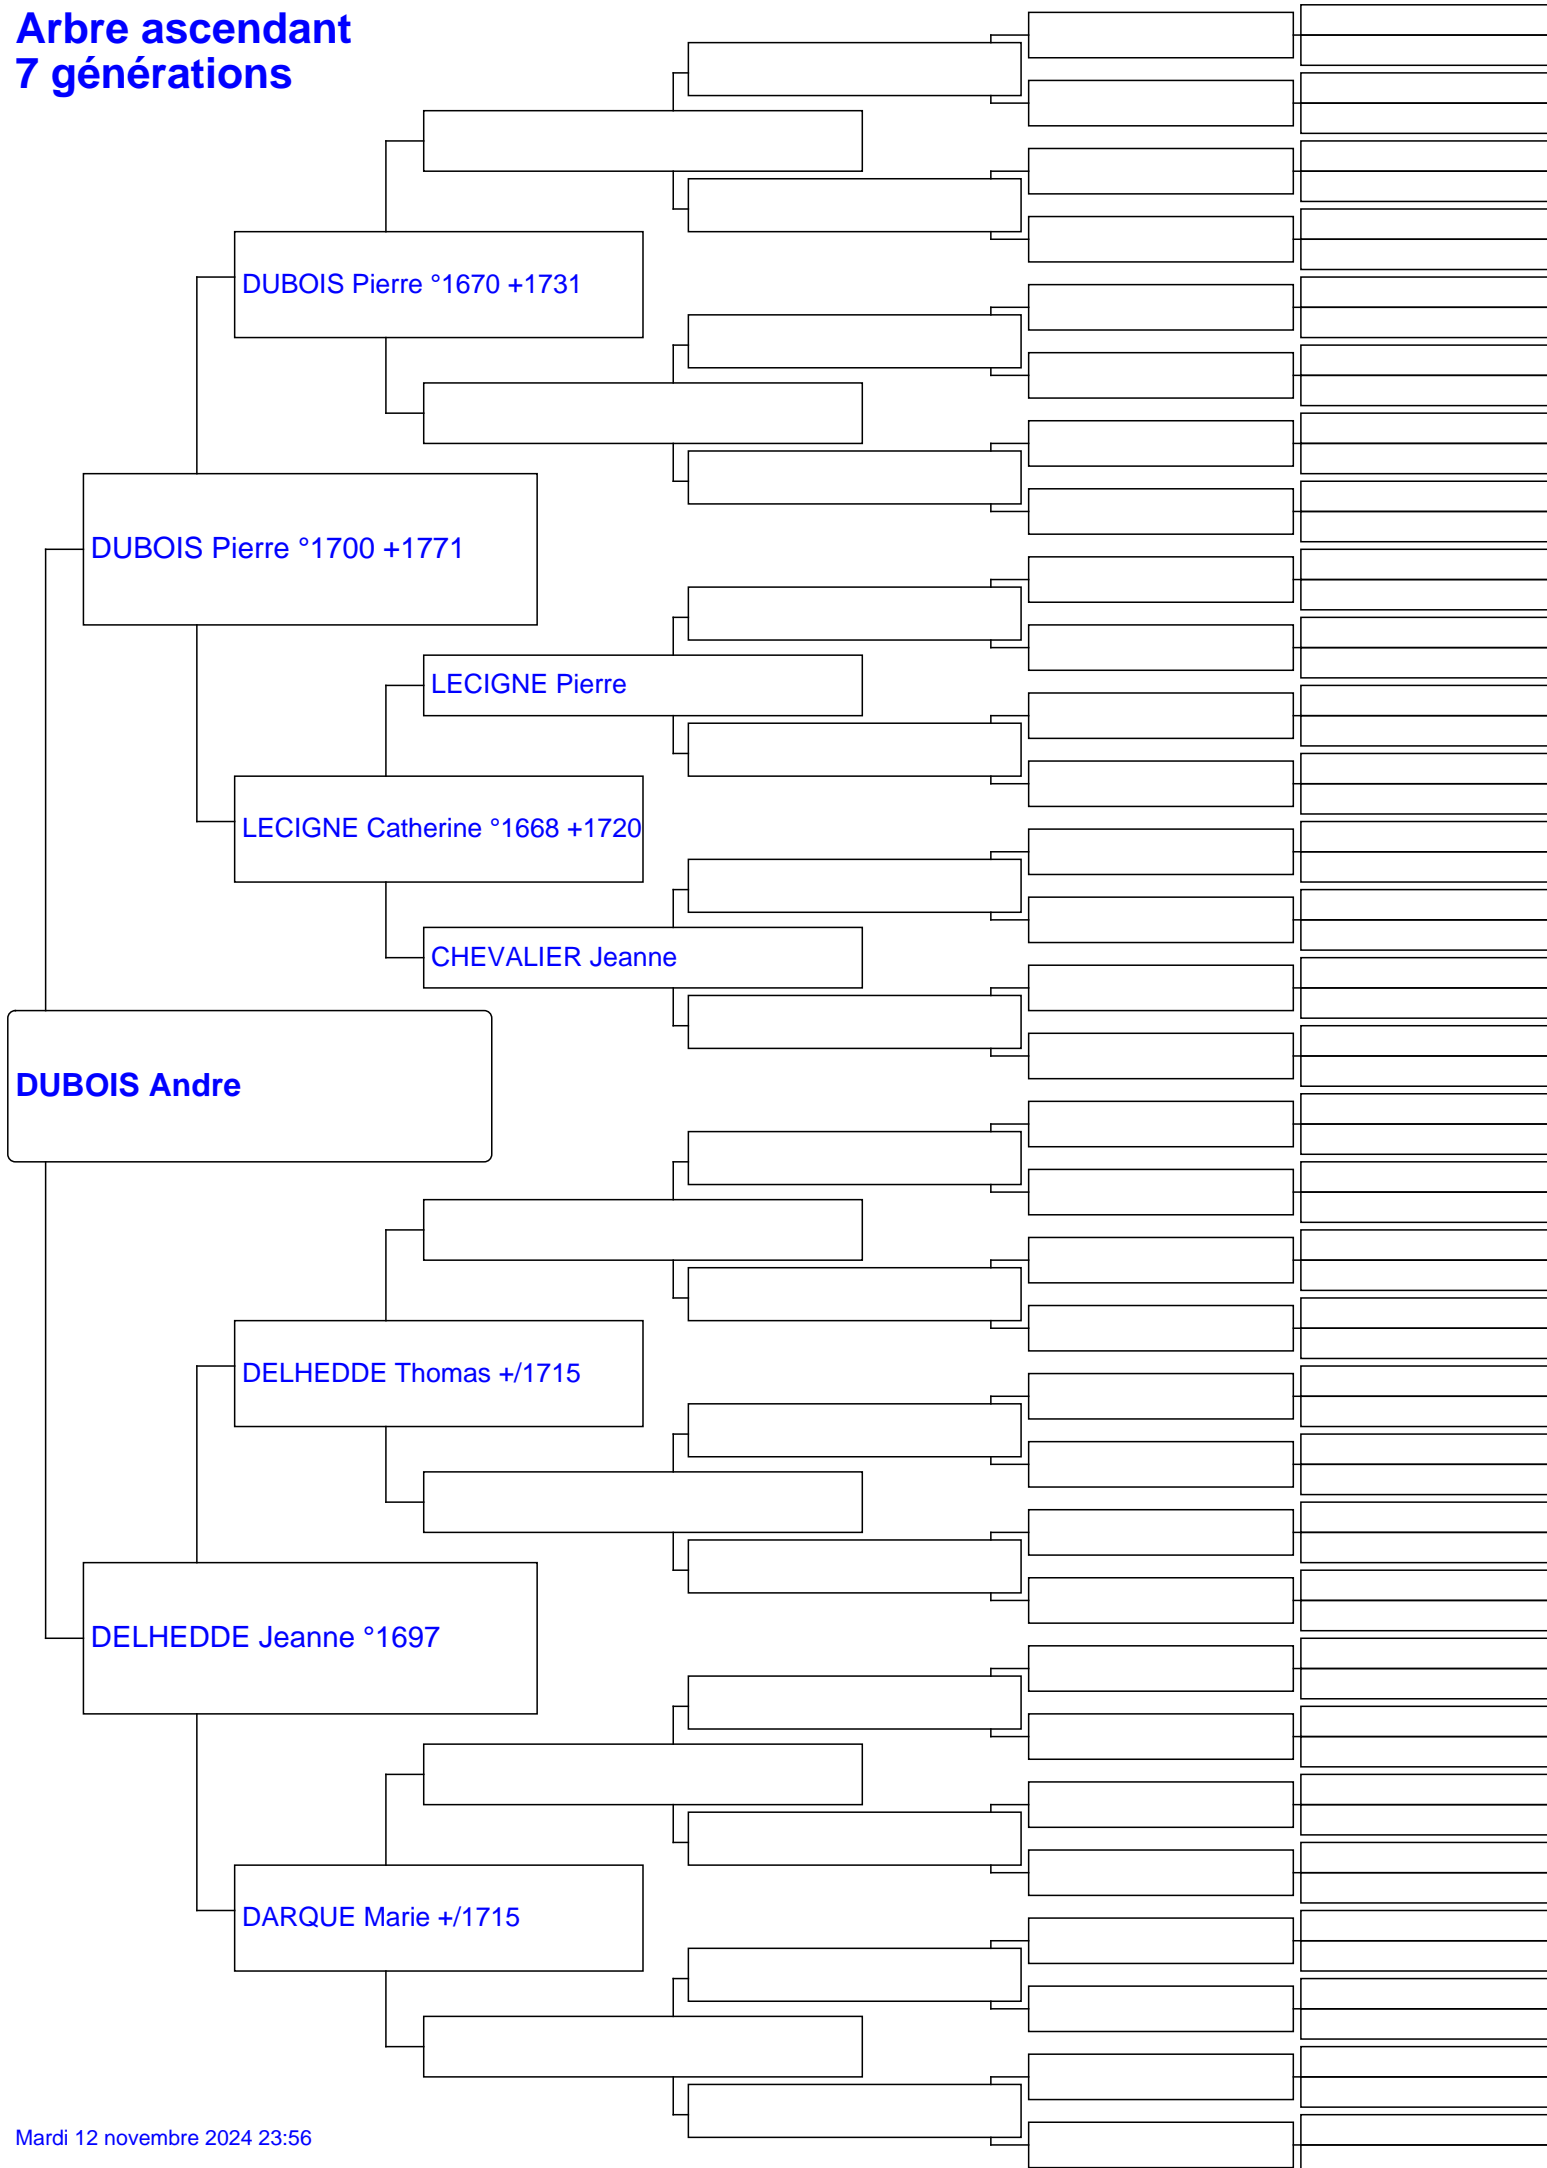 Arbre ascendant
7 générations
DUBOIS Pierre °1670 +1731
DUBOIS Pierre °1700 +1771
LECIGNE Pierre
LECIGNE Catherine °1668 +1720
CHEVALIER Jeanne
DUBOIS Andre
DELHEDDE Thomas +/1715
DELHEDDE Jeanne °1697
DARQUE Marie +/1715
Mardi 12 novembre 2024 23:56